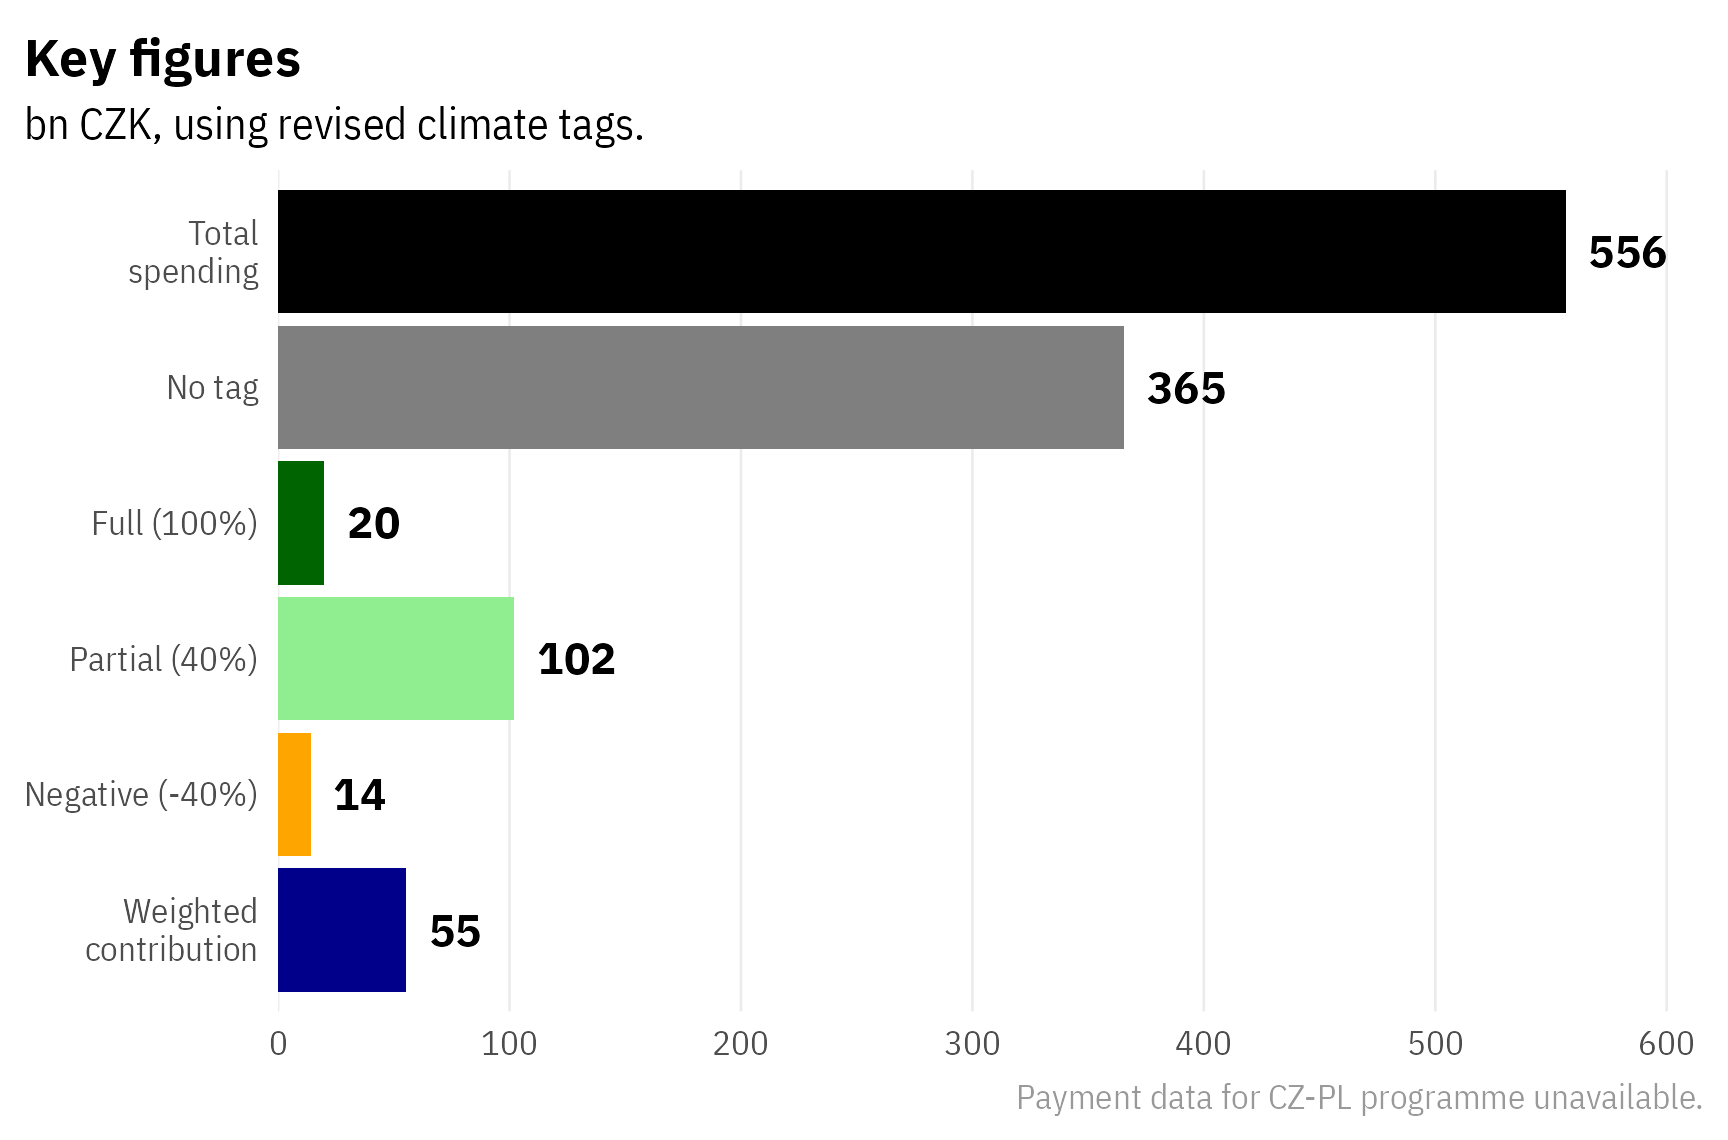 Key figures
bn CZK, using revised climate tags.
Total
spending
556
No tag
365
Full (100%)
20
Partial (40%)
102
Negative (-40%)
14
Weighted
contribution
55
0 100 200 300 400 500 600
Payment data for CZ-PL programme unavailable.